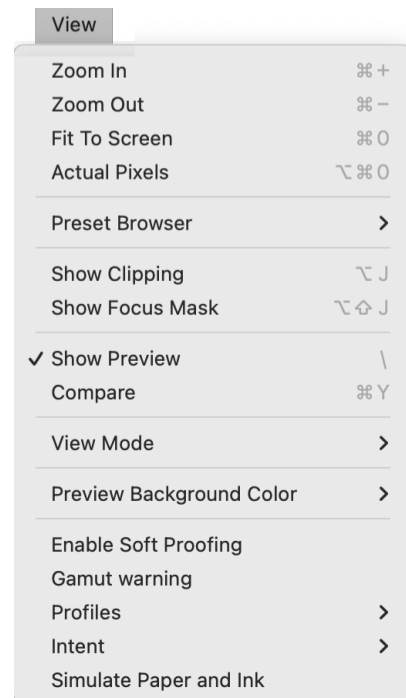 View
Zoom In ⌘ +
Zoom Out ⌘ −
Fit To Screen ⌘ 0
Actual Pixels ⌥ ⌘ 0
Preset Browser >
Show Clipping ⌥ J
Show Focus Mask ⌥ ⇧ J
✓ Show Preview \
Compare ⌘ Y
View Mode >
Preview Background Color >
Enable Soft Proofing
Gamut warning
Profiles >
Intent >
Simulate Paper and Ink